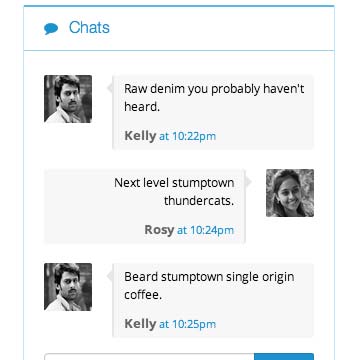 Chats
Raw denim you probably haven't
heard.
Kelly at 10:22pm
Next level stumptown
thundercats.
Rosy at 10:24pm
Beard stumptown single origin
coffee.
Kelly at 10:25pm